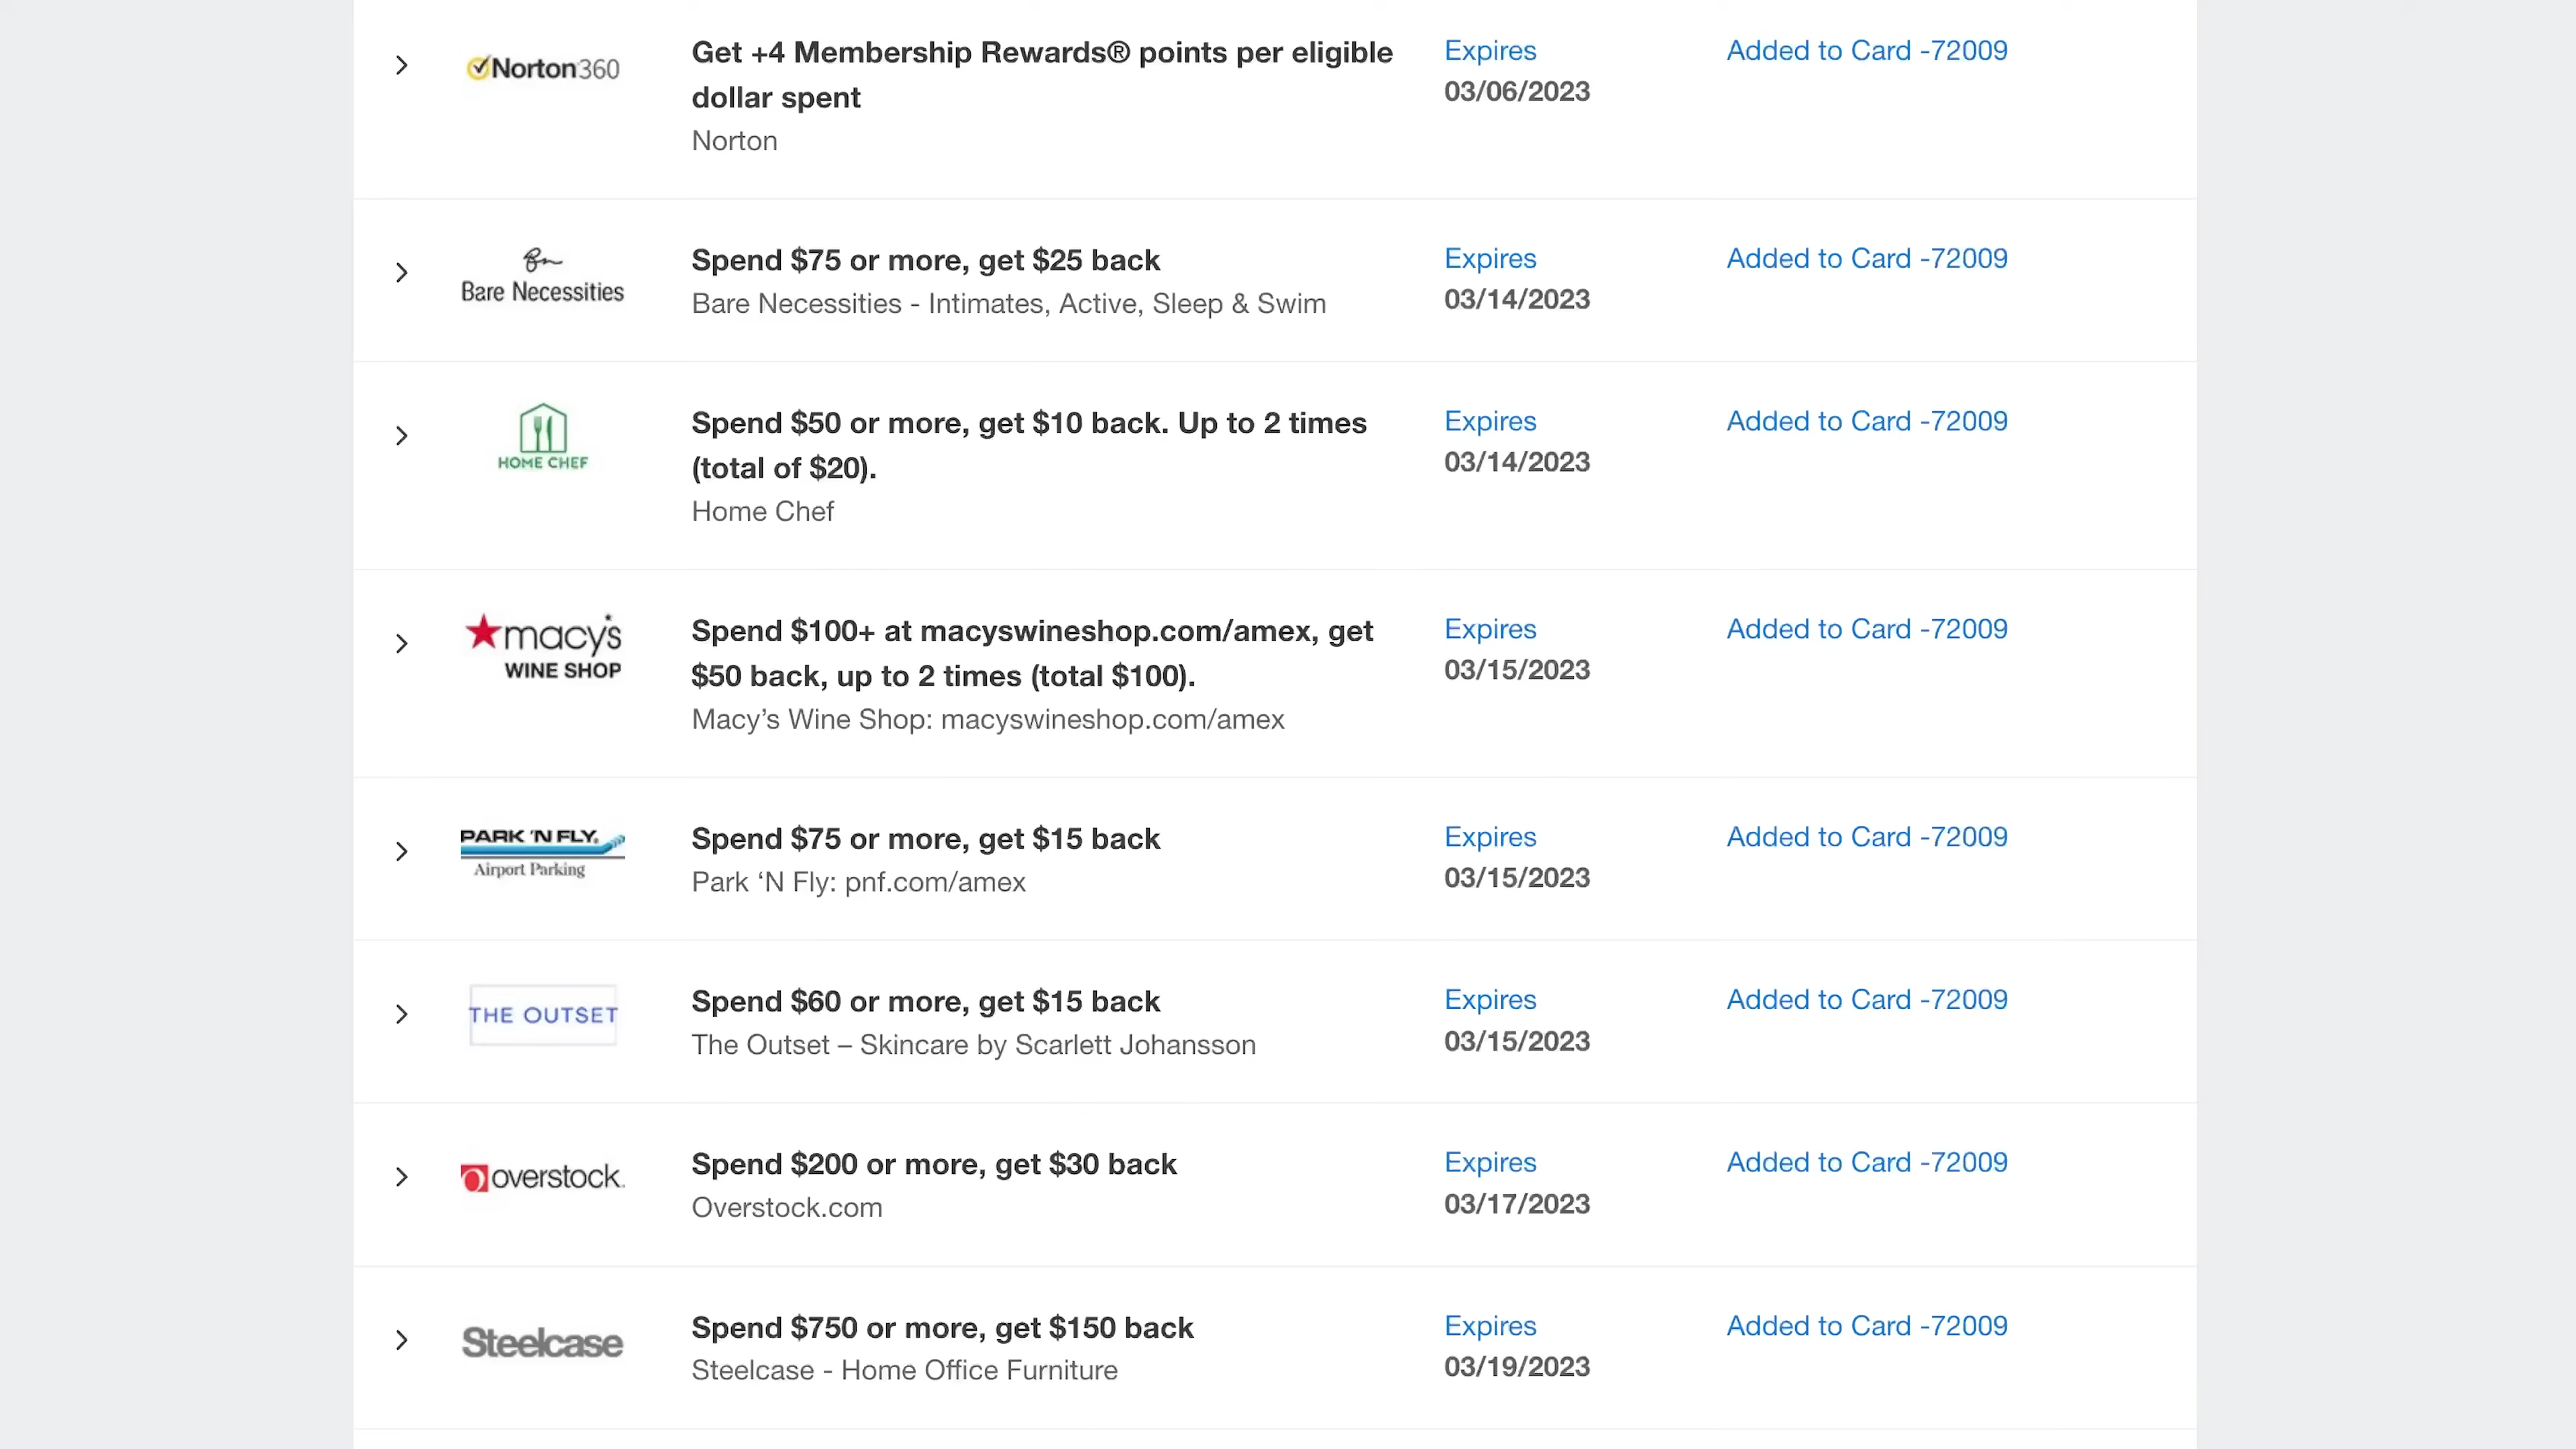 Norton360
Get +4 Membership Rewards® points per eligible
dollar spent
Norton
Expires
03/06/2023
Added to Card -72009
Bare Necessities
Spend $75 or more, get $25 back
Bare Necessities - Intimates, Active, Sleep & Swim
Expires
03/14/2023
Added to Card -72009
HOME CHEF
Spend $50 or more, get $10 back. Up to 2 times
(total of $20).
Home Chef
Expires
03/14/2023
Added to Card -72009
macy's
WINE SHOP
Spend $100+ at macyswineshop.com/amex, get
$50 back, up to 2 times (total $100).
Macy’s Wine Shop: macyswineshop.com/amex
Expires
03/15/2023
Added to Card -72009
PARK 'N FLY®
Airport Parking
Spend $75 or more, get $15 back
Park ‘N Fly: pnf.com/amex
Expires
03/15/2023
Added to Card -72009
THE OUTSET
Spend $60 or more, get $15 back
The Outset – Skincare by Scarlett Johansson
Expires
03/15/2023
Added to Card -72009
overstock.
Spend $200 or more, get $30 back
Overstock.com
Expires
03/17/2023
Added to Card -72009
Steelcase
Spend $750 or more, get $150 back
Steelcase - Home Office Furniture
Expires
03/19/2023
Added to Card -72009